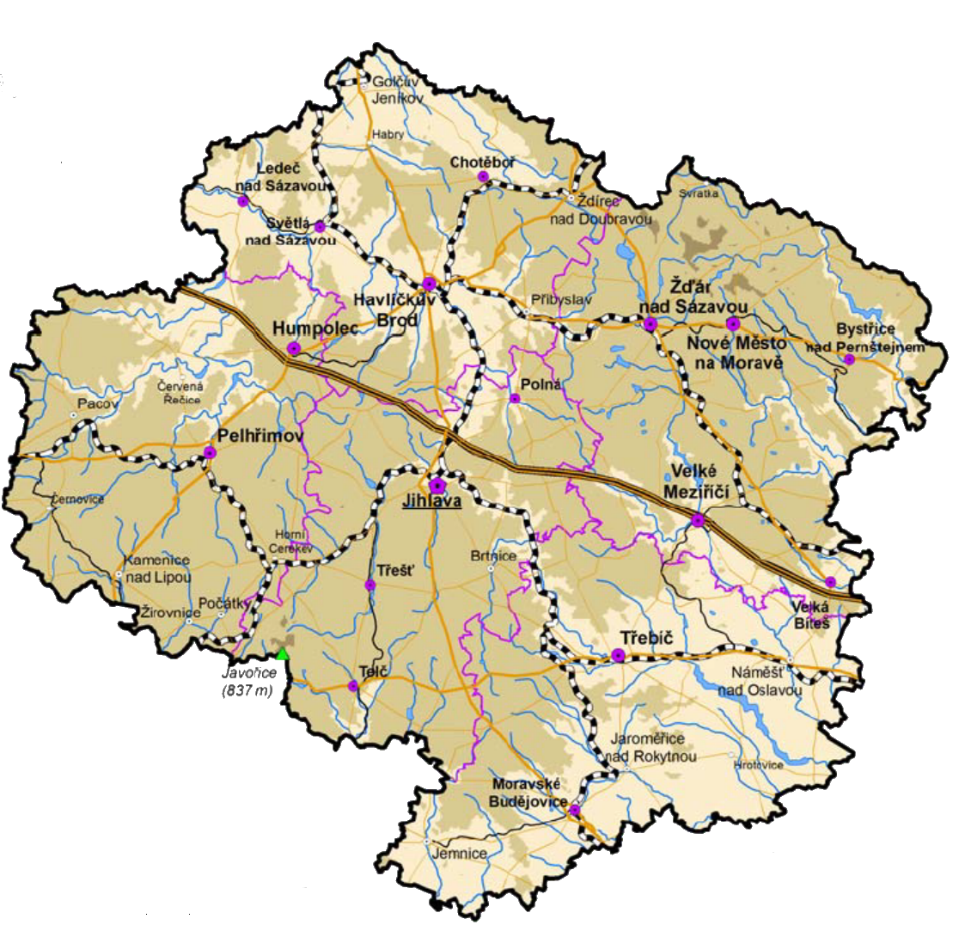 Golčův
Jeníkov
Habry
Chotěboř
Ledeč
nad Sázavou
Svratka
Ždírec
nad Doubravou
Světlá
nad Sázavou
Žďár
nad Sázavou
Havlíčkův
Brod
Přibyslav
Humpolec
Nové Město
na Moravě
Bystřice
nad Pernštejnem
Polná
Červená
Řečice
Pacov
Pelhřimov
Velké
Meziříčí
Jihlava
Černovice
Horní
Cerekev
Brtnice
Kamenice
nad Lipou
Třešť
Počátky
Žirovnice
Velká
Bíteš
Třebíč
Javořice
(837 m)
Telč
Náměšť
nad Oslavou
Jaroměřice
nad Rokytnou
Hrotovice
Moravské
Budějovice
Jemnice